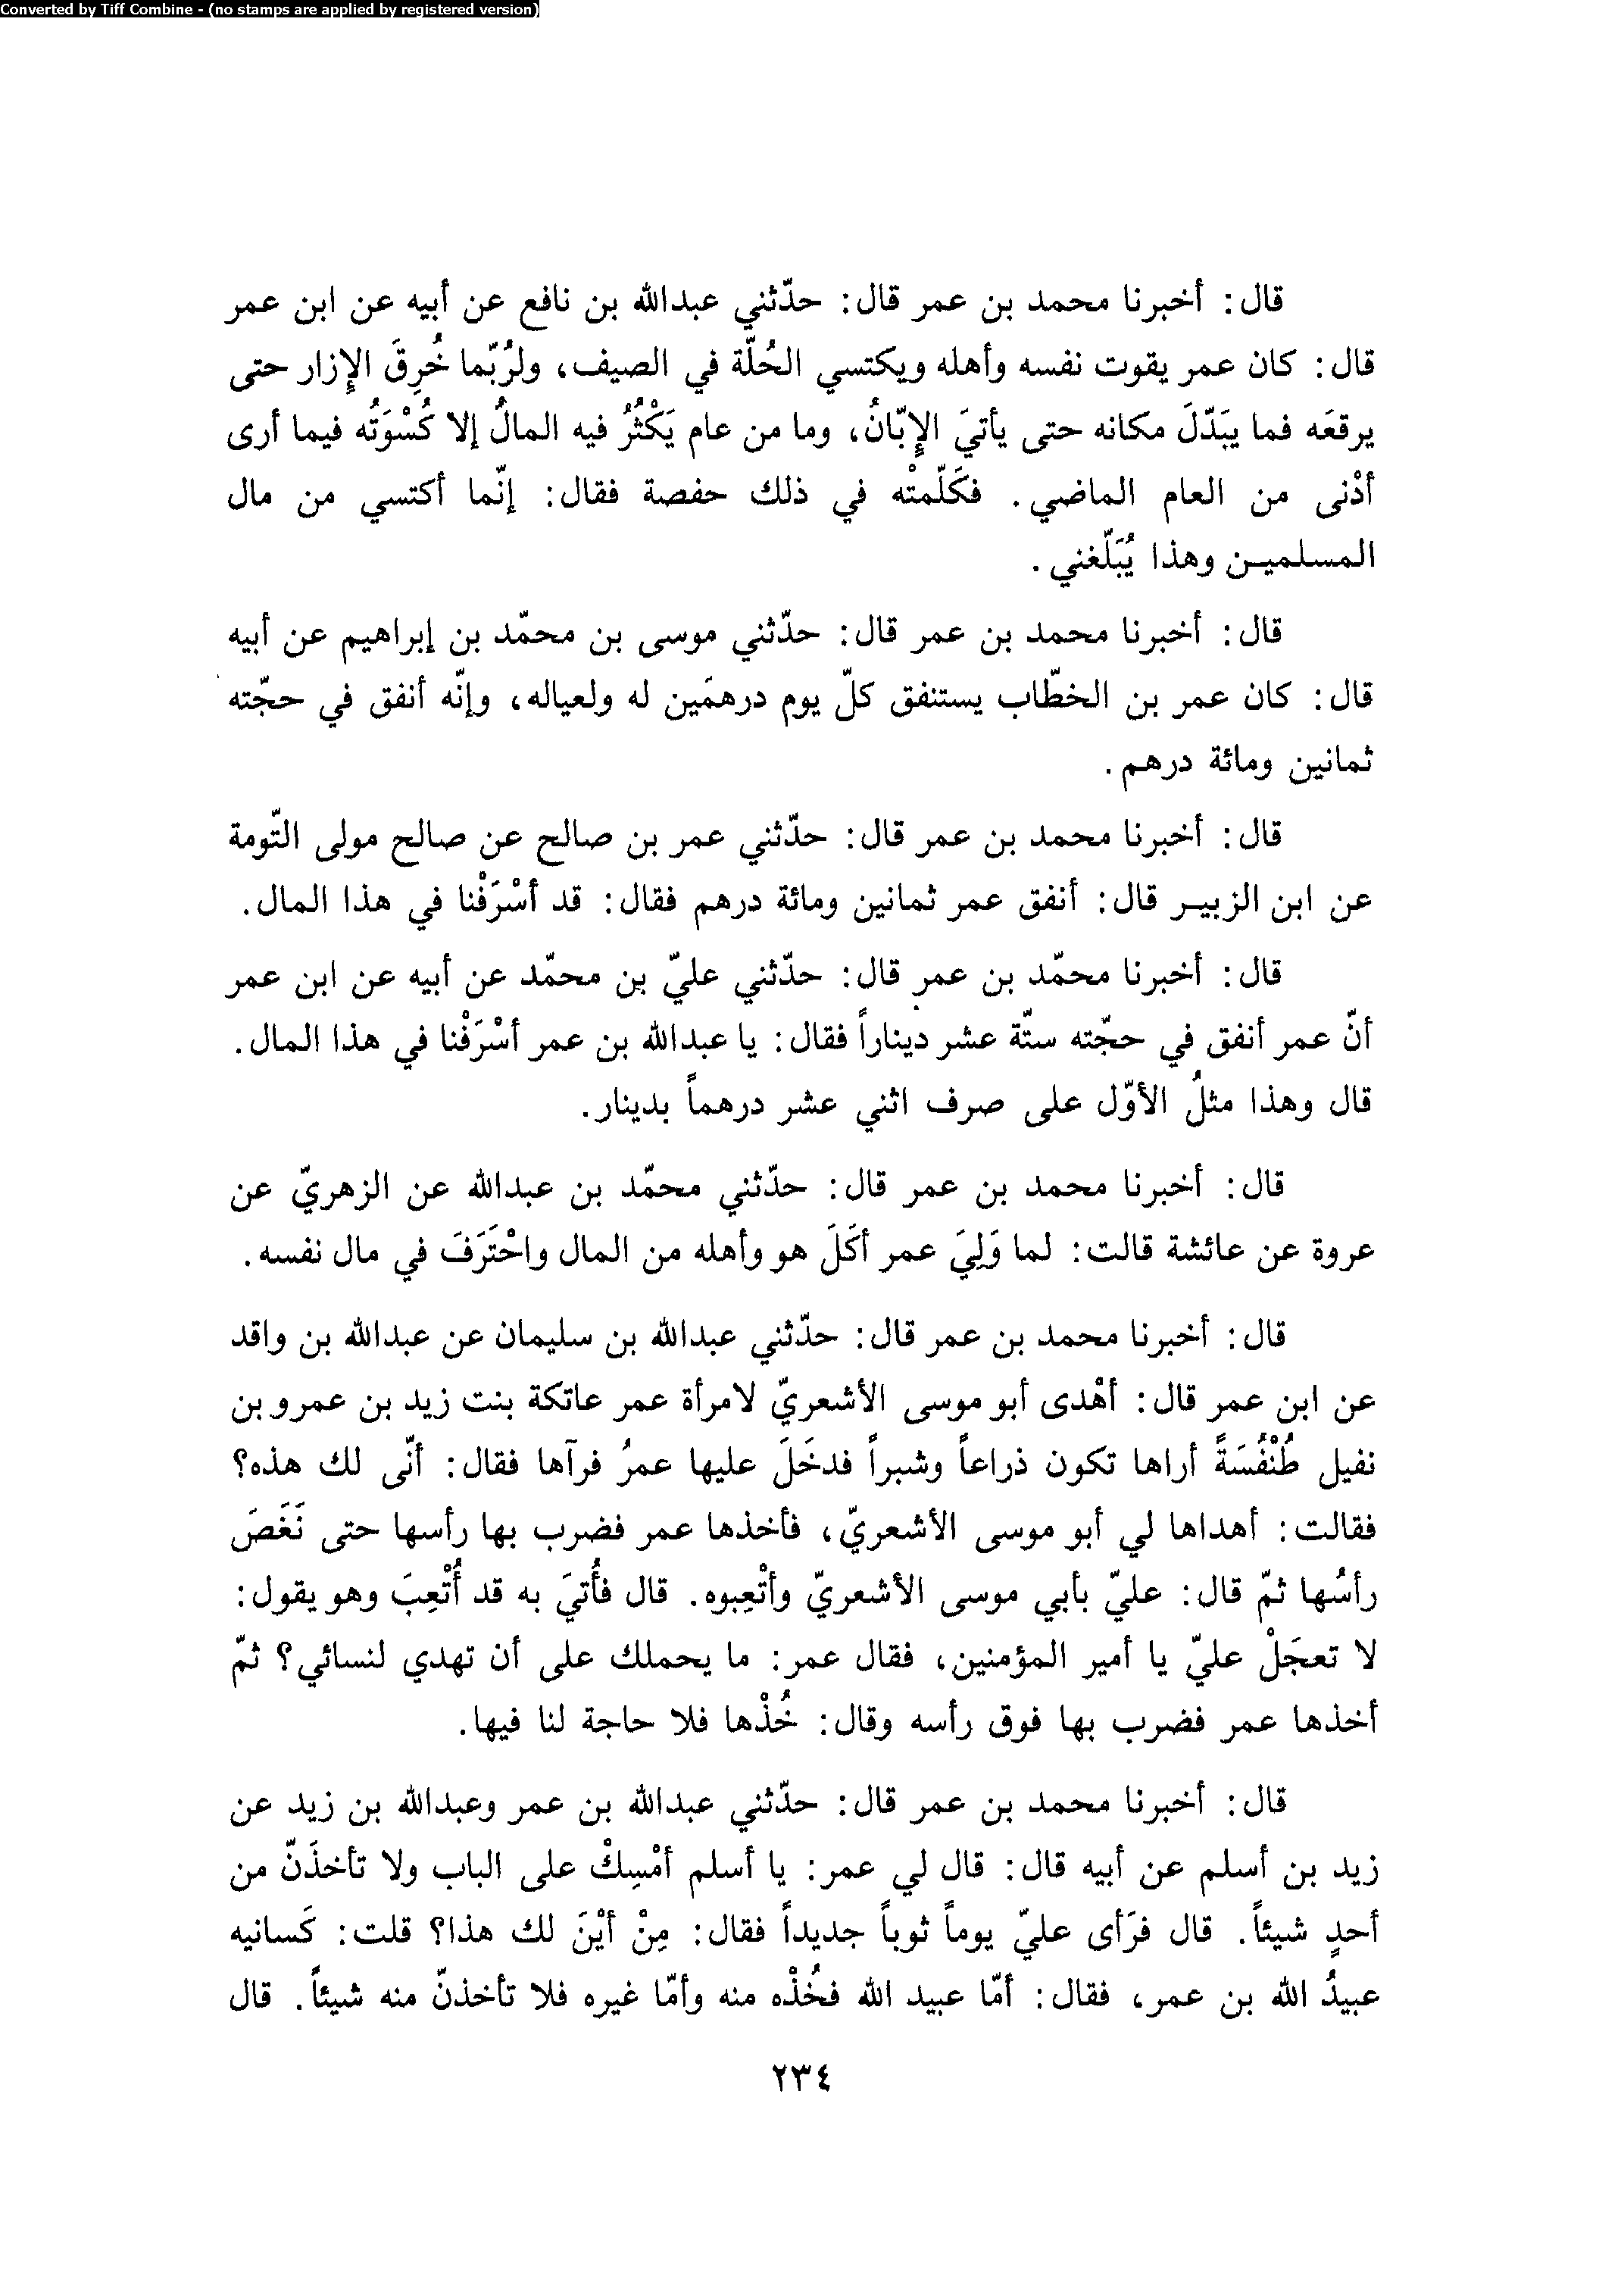 Converted by Tiff Combine - (no stamps are applied by registered version)
قال: أخبرنا محمد بن عمر قال: حدّثني عبدالله بن نافع عن أبيه عن ابن عمر
قال: كان عمر يقوت نفسه وأهله ويكتسي الحُلّة في الصيف، ولرُبّما خُرِقَ الإزار حتى
يرقعَه فما يبَدّلَ مكانه حتى يأتيَ الإبّانُ، وما من عام يَكْثُرُ فيه المالُ إلا كُسْوَتُه فيما أرى
أدْنى من العام الماضي. فكَلّمتْه في ذلك حفصة فقال: إنّما أكتسي من مال
المسلمين وهذا يُبَلّغني.
قال: أخبرنا محمد بن عمر قال: حدّثني موسى بن محمّد بن إبراهيم عن أبيه
قال: كان عمر بن الخطّاب يستنفق كلّ يوم درهمَين له ولعياله، وإنّه أنفق في حجّته
ثمانين ومائة درهم.
قال: أخبرنا محمد بن عمر قال: حدّثني عمر بن صالح عن صالح مولى التّومة
عن ابن الزبير قال: أنفق عمر ثمانين ومائة درهم فقال: قد أسْرَفْنا في هذا المال.
قال: أخبرنا محمّد بن عمر قال: حدّثني عليّ بن محمّد عن أبيه عن ابن عمر
أنّ عمر أنفق في حجّته ستّة عشر ديناراً فقال: يا عبدالله بن عمر أسْرَفْنا في هذا المال.
قال وهذا مثلُ الأوّل على صرف اثني عشر درهماً بدينار.
قال: أخبرنا محمد بن عمر قال: حدّثني محمّد بن عبدالله عن الزهريّ عن
عروة عن عائشة قالت: لما وَلِيَ عمر أكَلَ هو وأهله من المال واحْتَرَفَ في مال نفسه.
قال: أخبرنا محمد بن عمر قال: حدّثني عبدالله بن سليمان عن عبدالله بن واقد
عن ابن عمر قال: أهْدى أبو موسى الأشعريّ لامرأة عمر عاتكة بنت زيد بن عمرو بن
نفيل طُنْفُسَةً أراها تكون ذراعاً وشبراً فدخَلَ عليها عمرُ فرآها فقال: أنّى لك هذه؟
فقالت: أهداها لي أبو موسى الأشعريّ، فأخذها عمر فضرب بها رأسها حتى نَغَصَ
رأسُها ثمّ قال: عليّ بأبي موسى الأشعريّ وأتْعِبوه. قال فأُتيَ به قد أُتْعِبَ وهو يقول:
لا تعجَلْ عليّ يا أمير المؤمنين، فقال عمر: ما يحملك على أن تهدي لنسائي؟ ثمّ
أخذها عمر فضرب بها فوق رأسه وقال: خُذْها فلا حاجة لنا فيها.
قال: أخبرنا محمد بن عمر قال: حدّثني عبدالله بن عمر وعبدالله بن زيد عن
زيد بن أسلم عن أبيه قال: قال لي عمر: يا أسلم أمْسِكْ على الباب ولا تأخذَنّ من
أحدٍ شيئاً. قال فرَأى عليّ يوماً ثوباً جديداً فقال: مِنْ أيْنَ لك هذا؟ قلت: كَسانيه
عبيدُ الله بن عمر، فقال: أمّا عبيد الله فخُذْه منه وأمّا غيره فلا تأخذنّ منه شيئاً. قال
٢٣٤